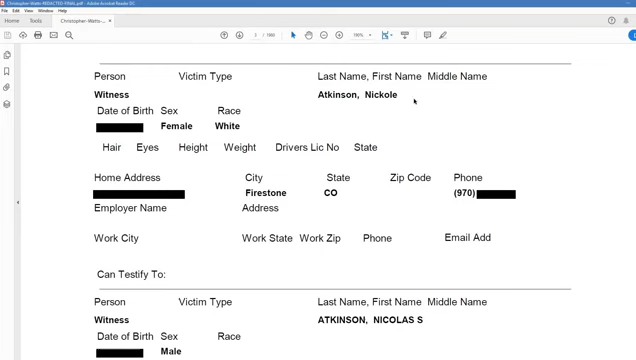 Christopher-Watts-REDACTED-FINAL.pdf - Adobe Acrobat Reader DC
File Edit View Window Help
Home Tools Christopher-Watts-... ×
3 / 1960 190%
Person Victim Type Last Name, First Name Middle Name
Witness Atkinson, Nickole
Date of Birth Sex Race
Female White
Hair Eyes Height Weight Drivers Lic No State
Home Address City State Zip Code Phone
Firestone CO (970)
Employer Name Address
Work City Work State Work Zip Phone Email Add
Can Testify To:
Person Victim Type Last Name, First Name Middle Name
Witness ATKINSON, NICOLAS S
Date of Birth Sex Race
Male